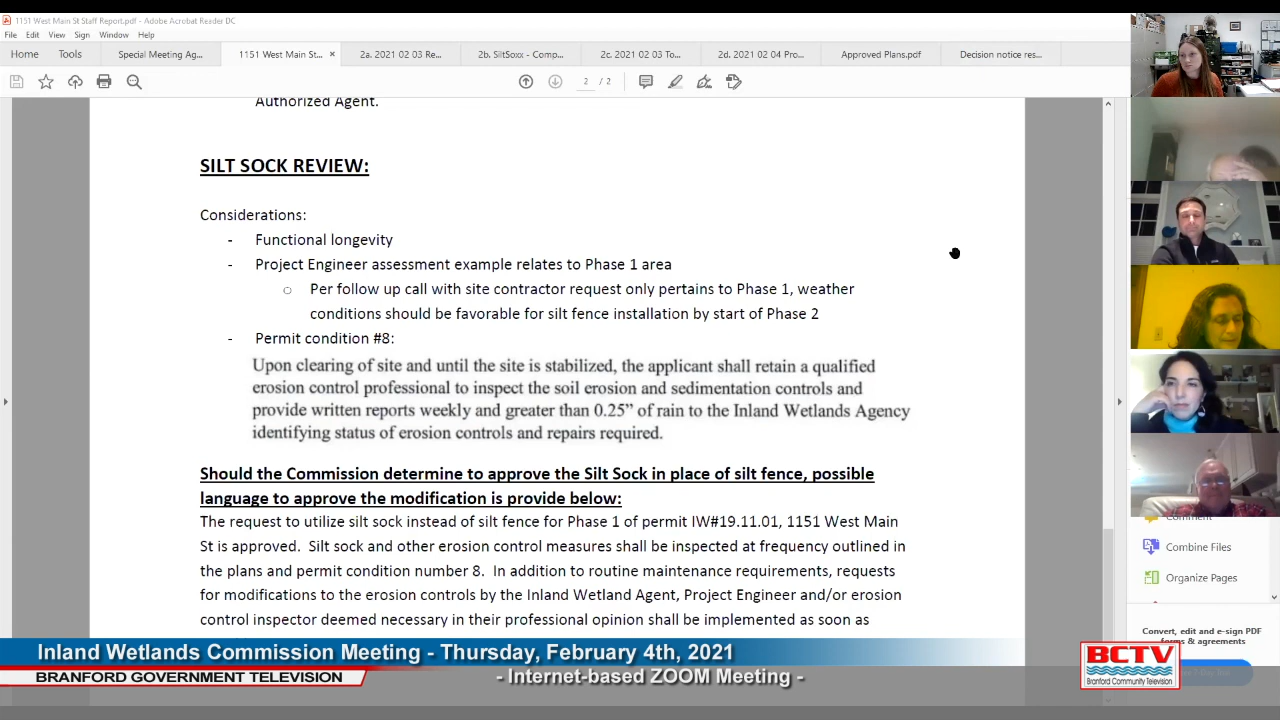 1151 West Main St Staff Report.pdf - Adobe Acrobat Reader DC
File Edit View Sign Window Help
Home Tools Special Meeting Ag... 1151 West Main St... × 2a. 2021 02 03 Re... 2b. SiltSoxx - Comp... 2c. 2021 02 03 To... 2d. 2021 02 04 Pro... Approved Plans.pdf Decision notice res...
2 / 2
Authorized Agent.
SILT SOCK REVIEW:
Considerations:
- Functional longevity
- Project Engineer assessment example relates to Phase 1 area
○ Per follow up call with site contractor request only pertains to Phase 1, weather
conditions should be favorable for silt fence installation by start of Phase 2
- Permit condition #8:
Upon clearing of site and until the site is stabilized, the applicant shall retain a qualified
erosion control professional to inspect the soil erosion and sedimentation controls and
provide written reports weekly and greater than 0.25" of rain to the Inland Wetlands Agency
identifying status of erosion controls and repairs required.
Should the Commission determine to approve the Silt Sock in place of silt fence, possible
language to approve the modification is provide below:
The request to utilize silt sock instead of silt fence for Phase 1 of permit IW#19.11.01, 1151 West Main
St is approved. Silt sock and other erosion control measures shall be inspected at frequency outlined in
the plans and permit condition number 8. In addition to routine maintenance requirements, requests
for modifications to the erosion controls by the Inland Wetland Agent, Project Engineer and/or erosion
control inspector deemed necessary in their professional opinion shall be implemented as soon as
Comment
Combine Files
Organize Pages
Convert, edit and e-sign PDF
forms & agreements
Inland Wetlands Commission Meeting - Thursday, February 4th, 2021
BRANFORD GOVERNMENT TELEVISION
- Internet-based ZOOM Meeting -
BCTV
Branford Community Television